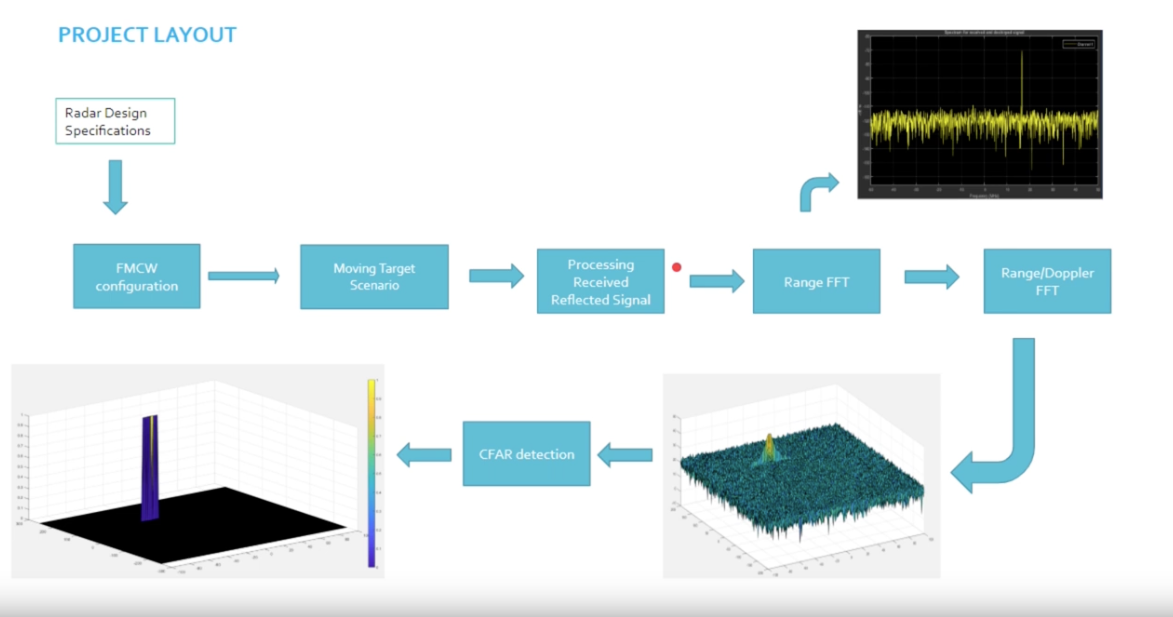 PROJECT LAYOUT
Radar Design
Specifications
FMCW
configuration
Moving Target
Scenario
Processing
Received
Reflected Signal
Range FFT
Range/Doppler
FFT
CFAR detection